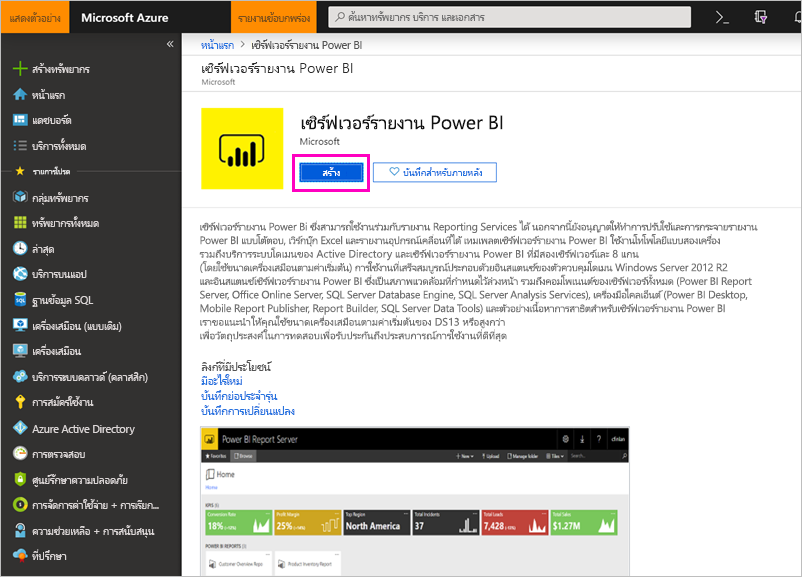 แสดงตัวอย่าง
Microsoft Azure
รายงานข้อบกพร่อง
ค้นหาทรัพยากร บริการ และเอกสาร
สร้างทรัพยากร
หน้าแรก
แดชบอร์ด
บริการทั้งหมด
รายการโปรด
กลุ่มทรัพยากร
ทรัพยากรทั้งหมด
ล่าสุด
บริการบนแอป
ฐานข้อมูล SQL
เครื่องเสมือน (แบบเดิม)
เครื่องเสมือน
บริการระบบคลาวด์ (คลาสสิก)
การสมัครใช้งาน
Azure Active Directory
การตรวจสอบ
ศูนย์รักษาความปลอดภัย
การจัดการค่าใช้จ่าย + การเรียก...
ความช่วยเหลือ + การสนับสนุน
ที่ปรึกษา
หน้าแรก > เซิร์ฟเวอร์รายงาน Power BI
เซิร์ฟเวอร์รายงาน Power BI
Microsoft
เซิร์ฟเวอร์รายงาน Power BI
Microsoft
สร้าง
บันทึกสำหรับภายหลัง
เซิร์ฟเวอร์รายงาน Power Bi ซึ่งสามารถใช้งานร่วมกับรายงาน Reporting Services ได้ นอกจากนี้ยังอนุญาตให้ทำการปรับใช้และการกระจายรายงาน
Power BI แบบโต้ตอบ, เวิร์กบุ๊ก Excel และรายงานอุปกรณ์เคลื่อนที่ได้ เทมเพลตเซิร์ฟเวอร์รายงาน Power BI ใช้งานโทโพโลยีแบบสองเครื่อง
รวมถึงบริการระบบโดเมนของ Active Directory และเซิร์ฟเวอร์รายงาน Power BI ที่มีสองเซิร์ฟเวอร์และ 8 แกน
(โดยใช้ขนาดเครื่องเสมือนตามค่าเริ่มต้น) การใช้งานที่เสร็จสมบูรณ์ประกอบด้วยอินสแตนซ์ของตัวควบคุมโดเมน Windows Server 2012 R2
และอินสแตนซ์เซิร์ฟเวอร์รายงาน Power BI ซึ่งเป็นสภาพแวดล้อมที่กำหนดไว้ล่วงหน้า รวมถึงคอมโพเนนต์ของเซิร์ฟเวอร์ทั้งหมด (Power BI Report
Server, Office Online Server, SQL Server Database Engine, SQL Server Analysis Services), เครื่องมือไคลเอ็นต์ (Power BI Desktop,
Mobile Report Publisher, Report Builder, SQL Server Data Tools) และตัวอย่างเนื้อหาการสาธิตสำหรับเซิร์ฟเวอร์รายงาน Power BI
เราขอแนะนำให้คุณใช้ขนาดเครื่องเสมือนตามค่าเริ่มต้นของ DS13 หรือสูงกว่า
เพื่อวัตถุประสงค์ในการทดสอบเพื่อรับประกันถึงประสบการณ์การใช้งานที่ดีที่สุด
ลิงก์ที่มีประโยชน์
มีอะไรใหม่
บันทึกย่อประจำรุ่น
บันทึกการเปลี่ยนแปลง
Power BI Report Server
Favorites Browse
New Upload Manage folder Tiles Search...
Home
Home
KPIS (6)
Conversion Rate
18%
Profit Margin
25%
Top Region
North America
Total Incidents
37
Total Leads
7,428
Total Sales
$1.27M
POWER BI REPORTS (5)
Customer Overview Repo
Product Inventory Report